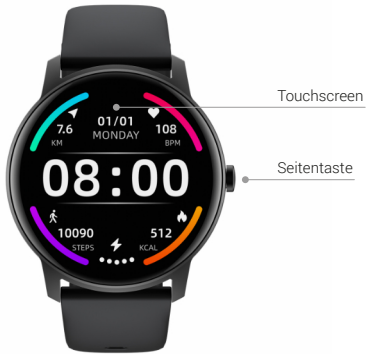 Touchscreen
01/01
7.6
MONDAY
108
KM
BPM
Seitentaste
08:00
10090
512
STEPS
KCAL